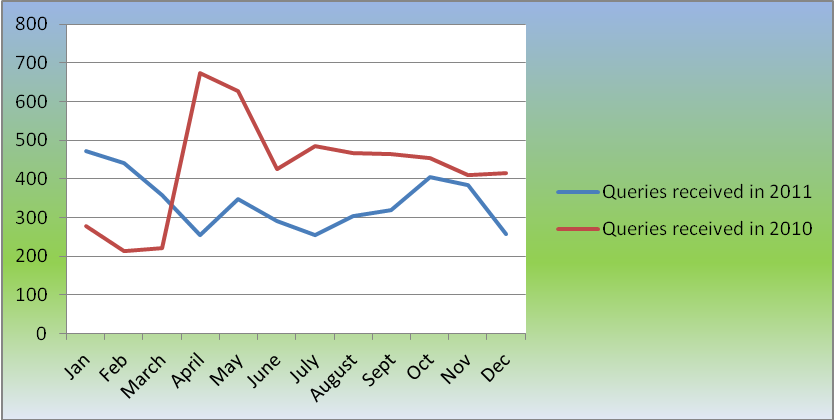 800
700
600
500
400
300
200
100
0
Jan
Feb
March
April
May
June
July
August
Sept
Oct
Nov
Dec
Queries received in 2011
Queries received in 2010